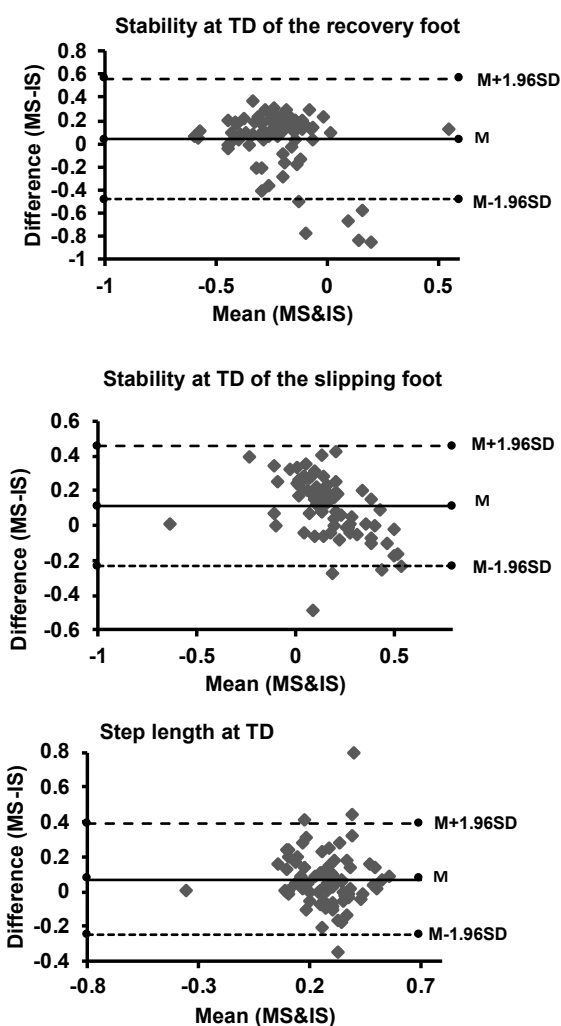 Stability at TD of the recovery foot
0.8
0.6
0.4
0.2
0
-0.2
-0.4
-0.6
-0.8
-1
Difference (MS-IS)
M+1.96SD
M
M-1.96SD
-1 -0.5 0 0.5
Mean (MS&IS)
Stability at TD of the slipping foot
0.6
0.4
0.2
0
-0.2
-0.4
-0.6
Difference (MS-IS)
M+1.96SD
M
M-1.96SD
-1 -0.5 0 0.5
Mean (MS&IS)
Step length at TD
0.8
0.6
0.4
0.2
0
-0.2
-0.4
Difference (MS-IS)
M+1.96SD
M
M-1.96SD
-0.8 -0.3 0.2 0.7
Mean (MS&IS)